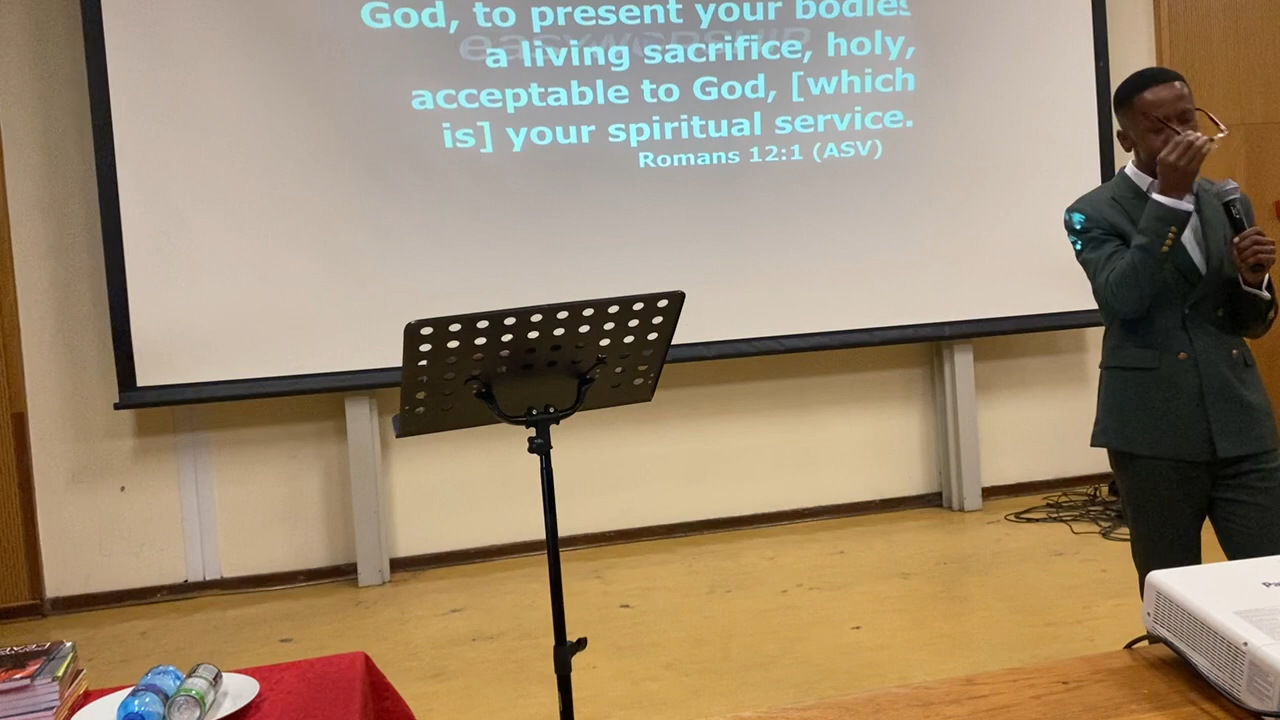 God, to present your bodies
easyworship
a living sacrifice, holy,
acceptable to God, [which
is] your spiritual service.
Romans 12:1 (ASV)